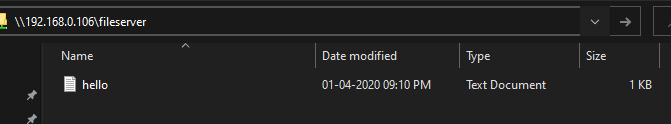 \\192.168.0.106\fileserver
Name Date modified Type Size
hello 01-04-2020 09:10 PM Text Document 1 KB